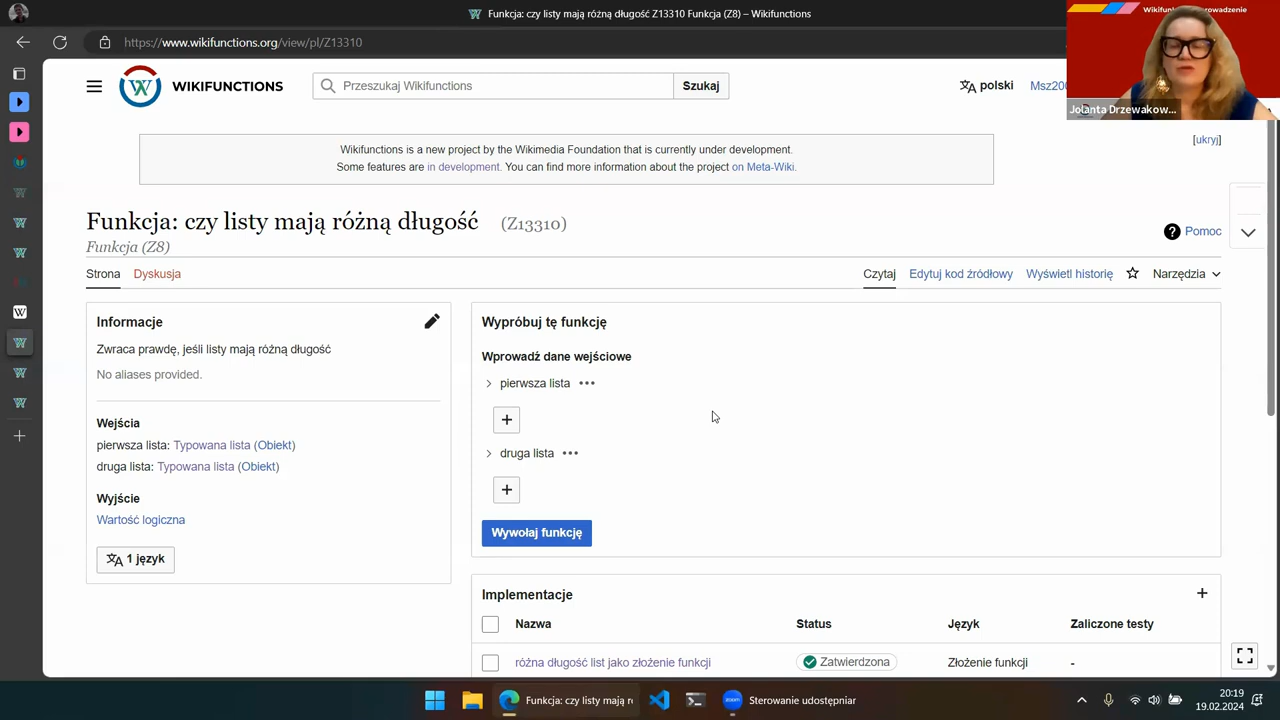 Funkcja: czy listy mają różną długość Z13310 Funkcja (Z8) – Wikifunctions
https://www.wikifunctions.org/view/pl/Z13310
Jolanta Drzewakow...
WIKIFUNCTIONS
Przeszukaj Wikifunctions
Szukaj
polski
[ukryj]
Wikifunctions is a new project by the Wikimedia Foundation that is currently under development.
Some features are in development. You can find more information about the project on Meta-Wiki.
Funkcja: czy listy mają różną długość (Z13310)
Funkcja (Z8)
Pomoc
Strona Dyskusja
Czytaj Edytuj kod źródłowy Wyświetl historię Narzędzia
Informacje
Zwraca prawdę, jeśli listy mają różną długość
No aliases provided.
Wejścia
pierwsza lista: Typowana lista (Obiekt)
druga lista: Typowana lista (Obiekt)
Wyjście
Wartość logiczna
1 język
Wypróbuj tę funkcję
Wprowadź dane wejściowe
pierwsza lista
druga lista
Wywołaj funkcję
Implementacje
Nazwa Status Język Zaliczone testy
różna długość list jako złożenie funkcji Zatwierdzona Złożenie funkcji -
Funkcja: czy listy mają
zoom
Sterowanie udostępniar
20:19
19.02.2024